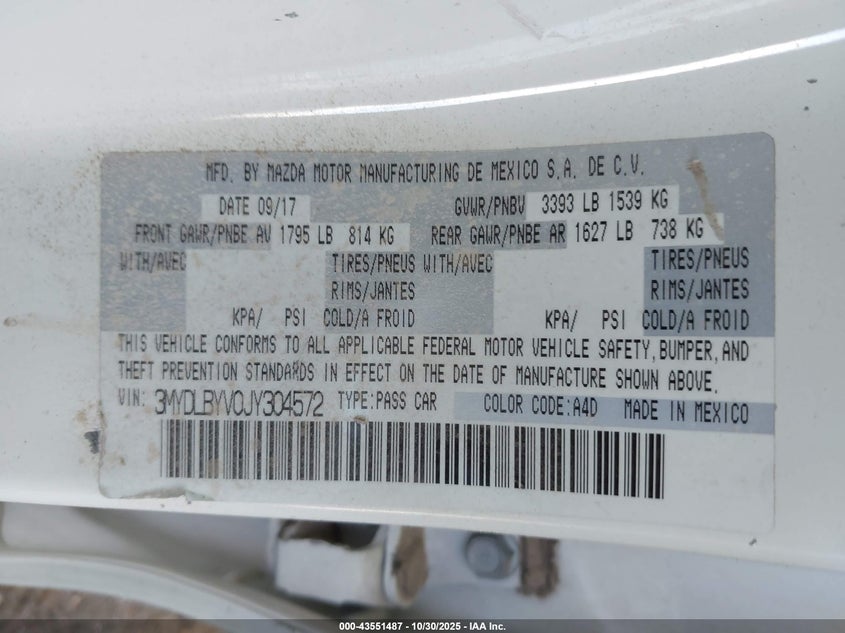 MFD. BY MAZDA MOTOR MANUFACTURING DE MEXICO S.A. DE C.V.
DATE 09/17 GVWR/PNBV 3393 LB 1539 KG
FRONT GAWR/PNBE AV 1795 LB 814 KG REAR GAWR/PNBE AR 1627 LB 738 KG
WITH/AVEC TIRES/PNEUS WITH/AVEC TIRES/PNEUS
RIMS/JANTES RIMS/JANTES
KPA/ PSI COLD/A FROID KPA/ PSI COLD/A FROID
THIS VEHICLE CONFORMS TO ALL APPLICABLE FEDERAL MOTOR VEHICLE SAFETY, BUMPER, AND
THEFT PREVENTION STANDARDS IN EFFECT ON THE DATE OF MANUFACTURE SHOWN ABOVE.
VIN: 3MYDLBYV0JY304572 TYPE:PASS CAR COLOR CODE:A4D MADE IN MEXICO
000-43551487 - 10/30/2025 - IAA Inc.